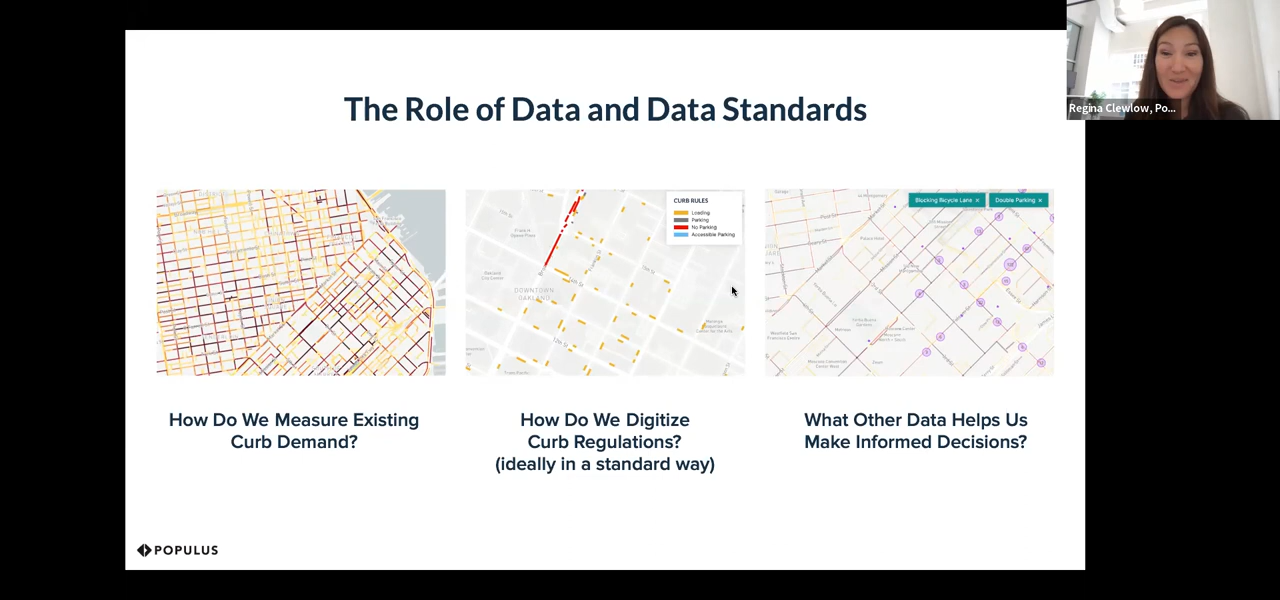 The Role of Data and Data Standards
Regina Clewlow, Po...
CURB RULES
Loading
Parking
No Parking
Accessible Parking
DOWNTOWN
OAKLAND
Blocking Bicycle Lane ×
Double Parking ×
How Do We Measure Existing
Curb Demand?
How Do We Digitize
Curb Regulations?
(ideally in a standard way)
What Other Data Helps Us
Make Informed Decisions?
POPULUS